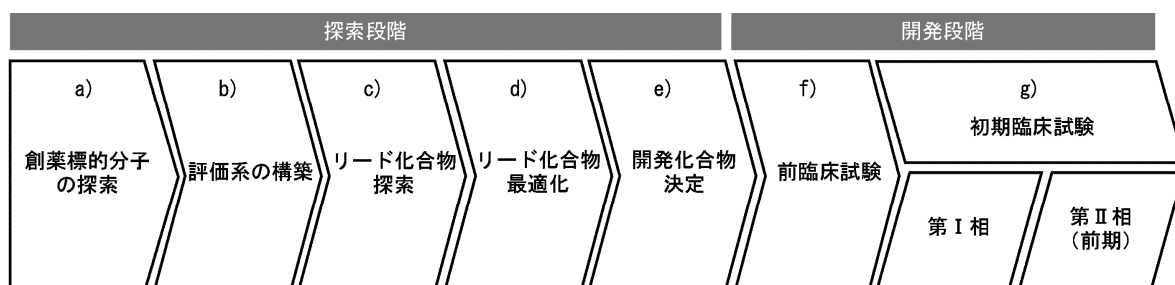 探索段階
開発段階
a)
創薬標的分子
の探索
b)
評価系の構築
c)
リード化合物
探索
d)
リード化合物
最適化
e)
開発化合物
決定
f)
前臨床試験
g)
初期臨床試験
第Ⅰ相
第Ⅱ相
(前期)